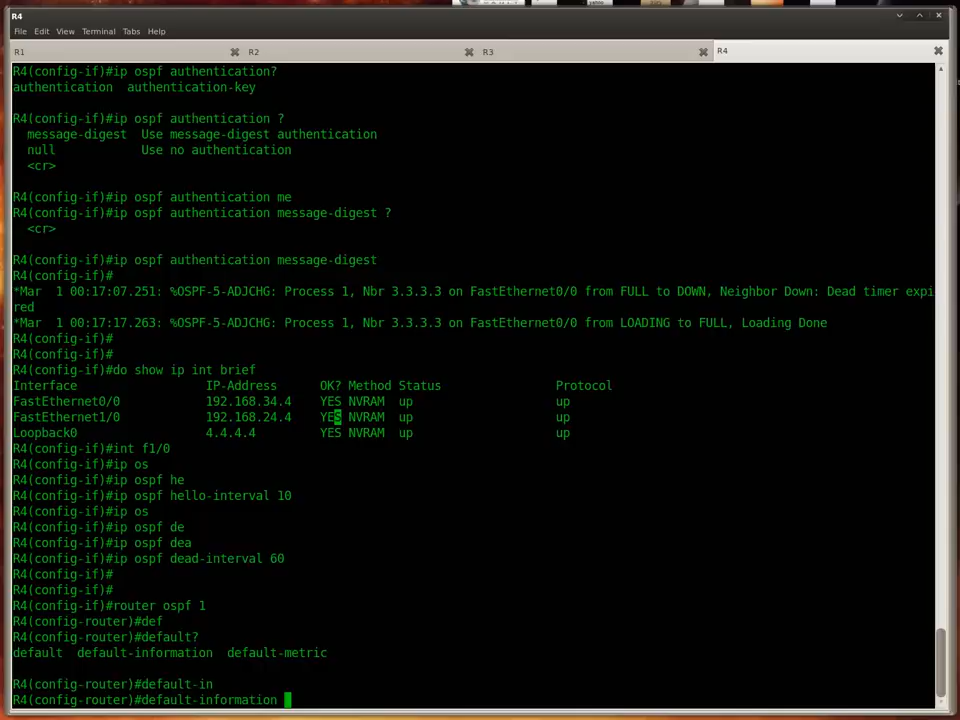 R4
File Edit View Terminal Tabs Help
R1 R2 R3 R4
R4(config-if)#ip ospf authentication?
authentication  authentication-key
R4(config-if)#ip ospf authentication ?
  message-digest  Use message-digest authentication
  null            Use no authentication
  <cr>
R4(config-if)#ip ospf authentication me
R4(config-if)#ip ospf authentication message-digest ?
  <cr>
R4(config-if)#ip ospf authentication message-digest
R4(config-if)#
*Mar  1 00:17:07.251: %OSPF-5-ADJCHG: Process 1, Nbr 3.3.3.3 on FastEthernet0/0 from FULL to DOWN, Neighbor Down: Dead timer expi
red
*Mar  1 00:17:17.263: %OSPF-5-ADJCHG: Process 1, Nbr 3.3.3.3 on FastEthernet0/0 from LOADING to FULL, Loading Done
R4(config-if)#
R4(config-if)#
R4(config-if)#do show ip int brief
Interface                  IP-Address      OK? Method Status                Protocol
FastEthernet0/0            192.168.34.4    YES NVRAM  up                    up
FastEthernet1/0            192.168.24.4    YES NVRAM  up                    up
Loopback0                  4.4.4.4         YES NVRAM  up                    up
R4(config-if)#int f1/0
R4(config-if)#ip os
R4(config-if)#ip ospf he
R4(config-if)#ip ospf hello-interval 10
R4(config-if)#ip os
R4(config-if)#ip ospf de
R4(config-if)#ip ospf dea
R4(config-if)#ip ospf dead-interval 60
R4(config-if)#
R4(config-if)#
R4(config-if)#router ospf 1
R4(config-router)#def
R4(config-router)#default?
default  default-information  default-metric
R4(config-router)#default-in
R4(config-router)#default-information